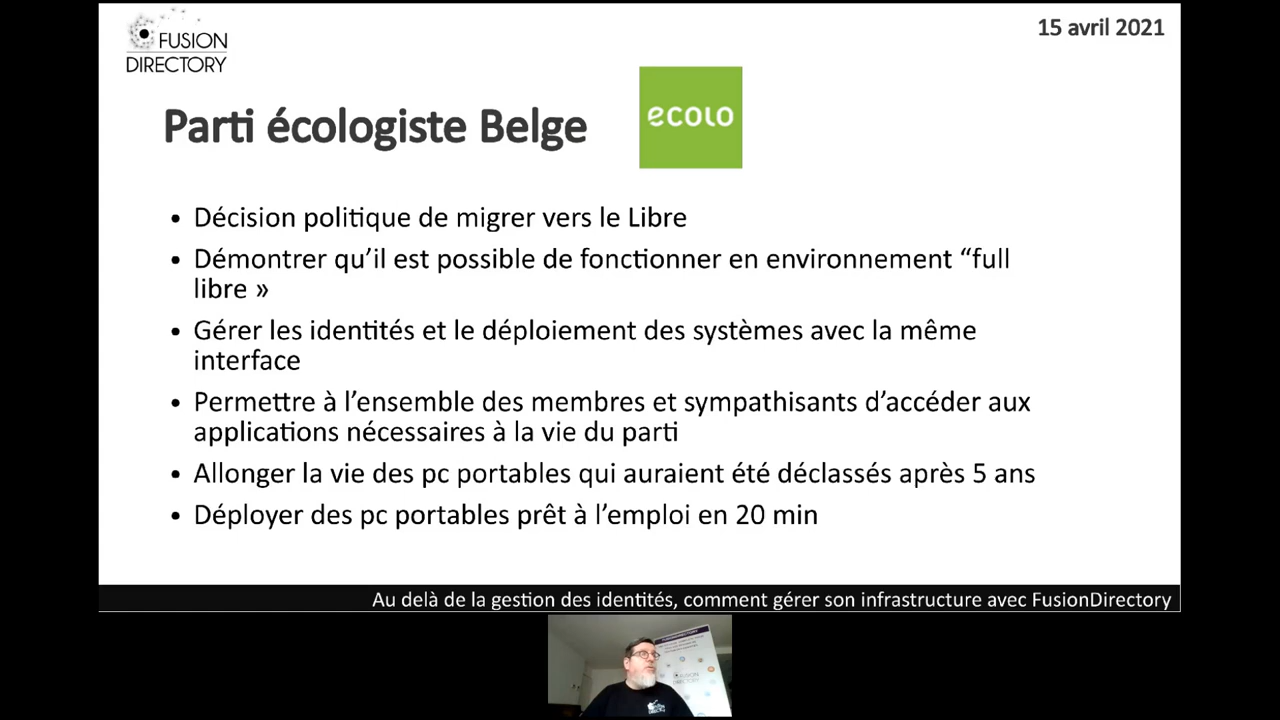 FUSION
DIRECTORY
15 avril 2021
Parti écologiste Belge
ecolo
• Décision politique de migrer vers le Libre
• Démontrer qu’il est possible de fonctionner en environnement “full
libre »
• Gérer les identités et le déploiement des systèmes avec la même
interface
• Permettre à l’ensemble des membres et sympathisants d’accéder aux
applications nécessaires à la vie du parti
• Allonger la vie des pc portables qui auraient été déclassés après 5 ans
• Déployer des pc portables prêt à l’emploi en 20 min
Au delà de la gestion des identités, comment gérer son infrastructure avec FusionDirectory
FUSION
DIRECTORY